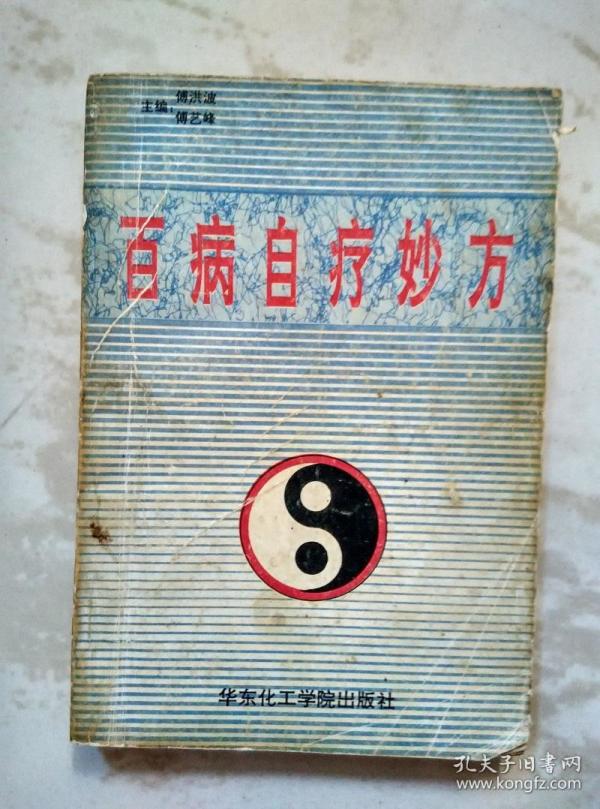 傅洪波
主编:
傅艺峰
百病自疗妙方
华东化工学院出版社
孔夫子旧书网
www.kongfz.com